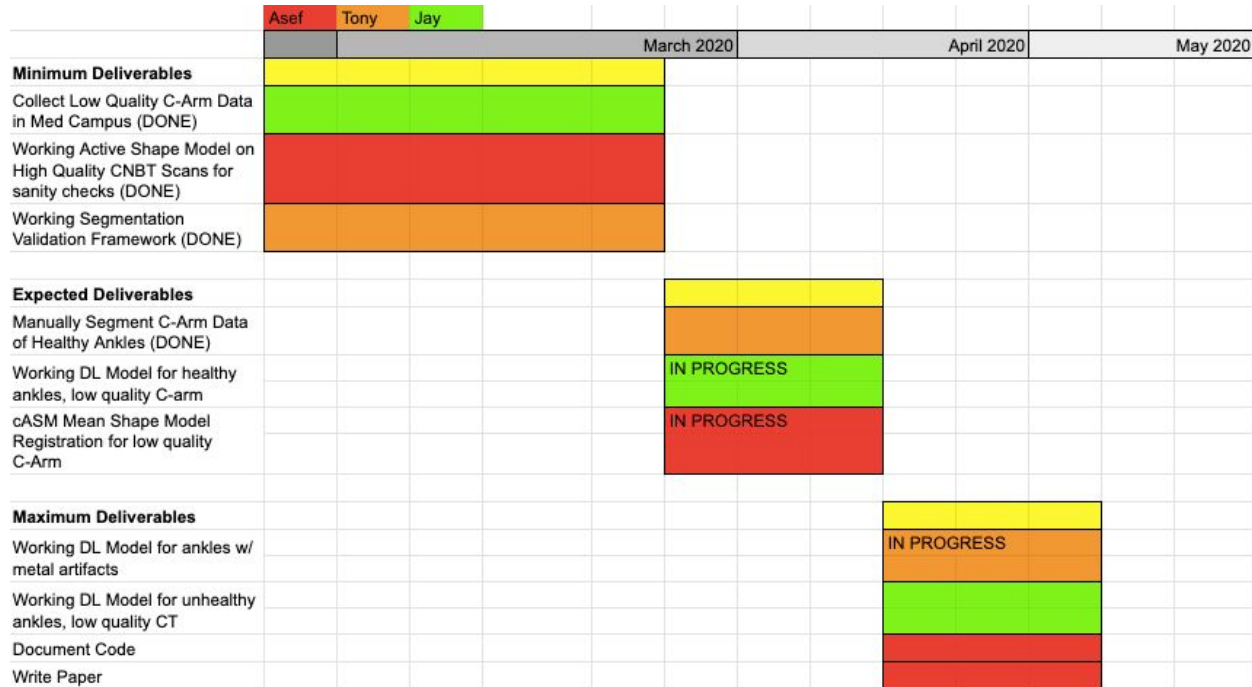 Asef Tony Jay
March 2020 April 2020 May 2020
Minimum Deliverables
Collect Low Quality C-Arm Data
in Med Campus (DONE)
Working Active Shape Model on
High Quality CNBT Scans for
sanity checks (DONE)
Working Segmentation
Validation Framework (DONE)
Expected Deliverables
Manually Segment C-Arm Data
of Healthy Ankles (DONE)
Working DL Model for healthy
ankles, low quality C-arm
IN PROGRESS
cASM Mean Shape Model
Registration for low quality
C-Arm
IN PROGRESS
Maximum Deliverables
Working DL Model for ankles w/
metal artifacts
IN PROGRESS
Working DL Model for unhealthy
ankles, low quality CT
Document Code
Write Paper